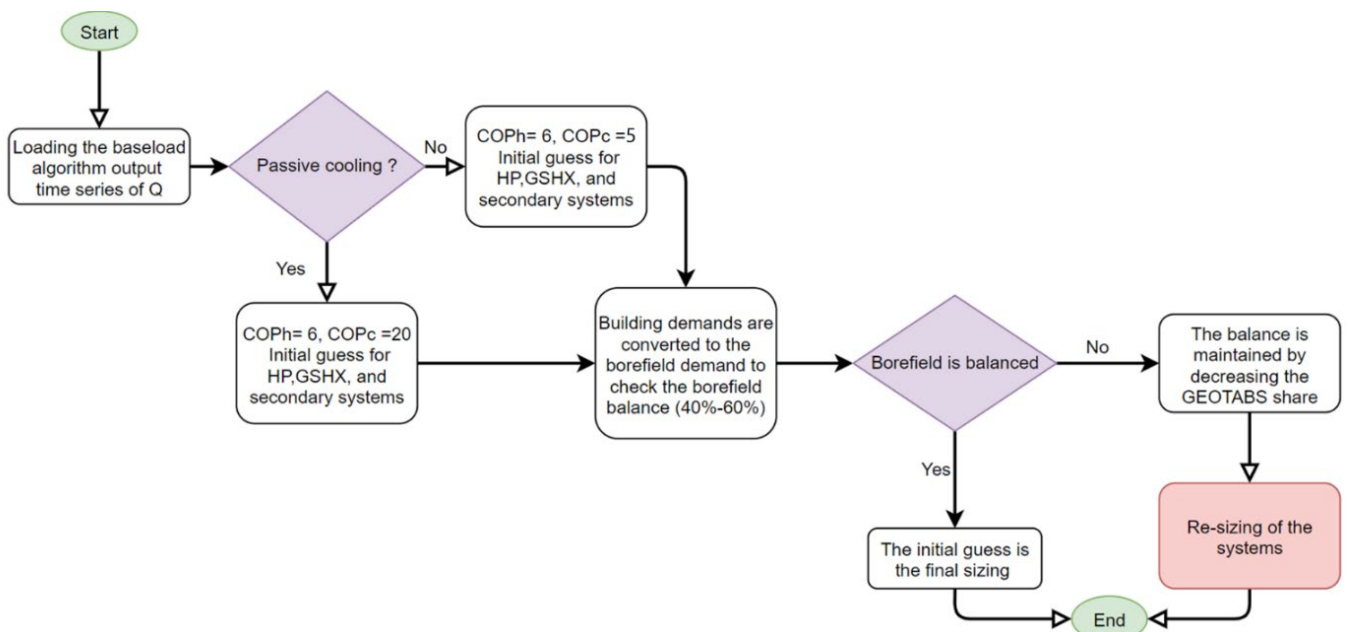 Start
Loading the baseload
algorithm output
time series of Q
Passive cooling ?
No
COPh= 6, COPc =5
Initial guess for
HP,GSHX, and
secondary systems
Yes
COPh= 6, COPc =20
Initial guess for
HP,GSHX, and
secondary systems
Building demands are
converted to the
borefield demand to
check the borefield
balance (40%-60%)
Borefield is balanced
No
The balance is
maintained by
decreasing the
GEOTABS share
Yes
The initial guess is
the final sizing
Re-sizing of the
systems
End